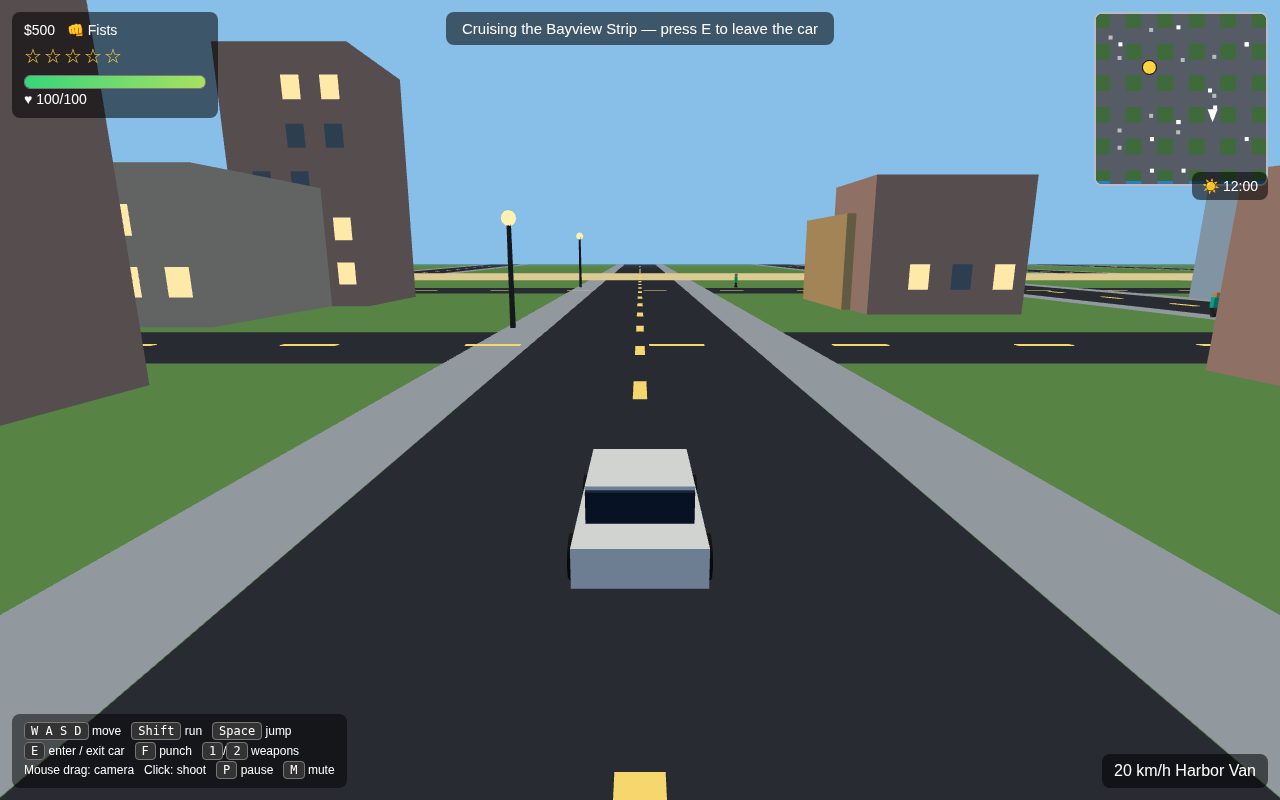 $500 👊 Fists
☆☆☆☆☆
♥ 100/100
Cruising the Bayview Strip — press E to leave the car
☀️ 12:00
W A S D move Shift run Space jump
E enter / exit car F punch 1 / 2 weapons
Mouse drag: camera Click: shoot P pause M mute
20 km/h Harbor Van